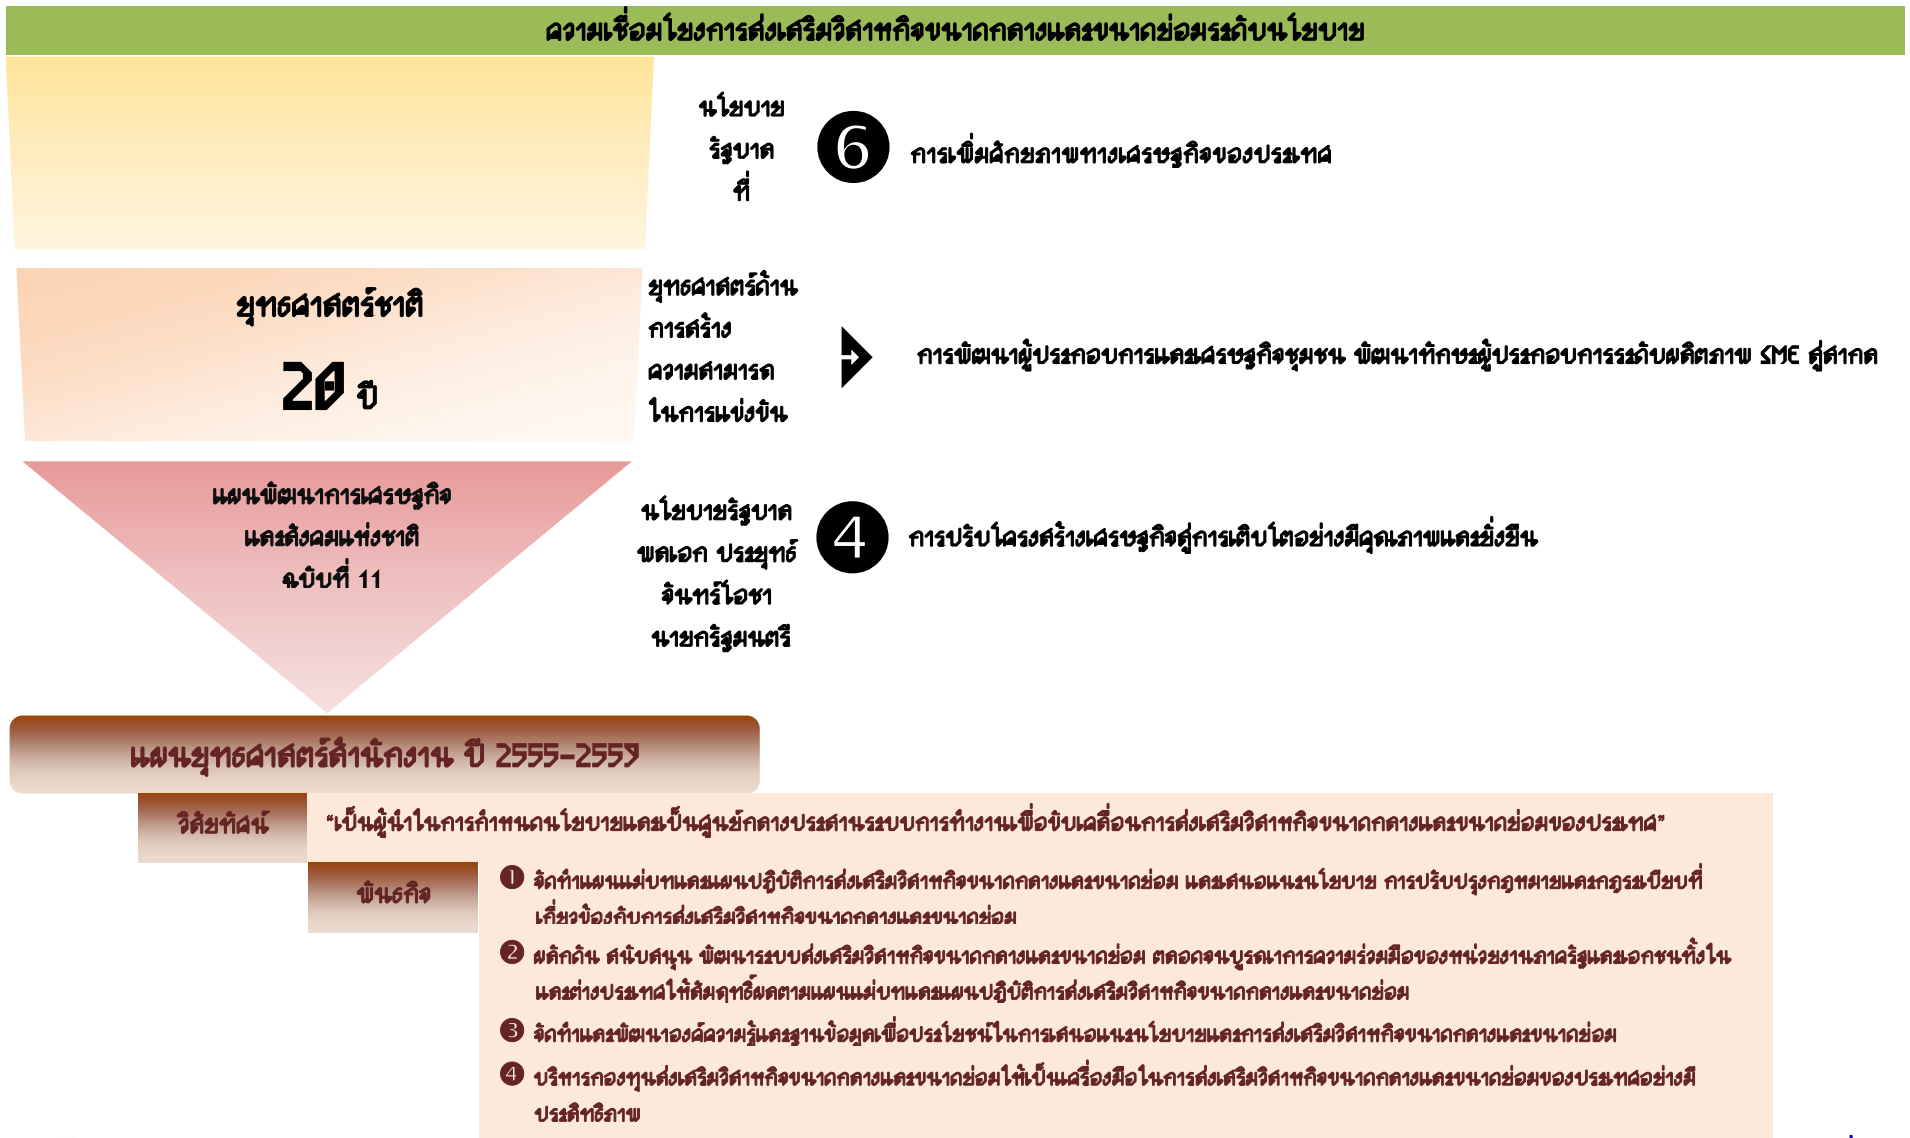 ความเชื่อมโยงการส่งเสริมวิสาหกิจขนาดกลางและขนาดย่อมระดับนโยบาย
นโยบาย
รัฐบาล
ที่
6
การเพิ่มศักยภาพทางเศรษฐกิจของประเทศ
ยุทธศาสตร์ชาติ
20 ปี
ยุทธศาสตร์ด้าน
การสร้าง
ความสามารถ
ในการแข่งขัน
การพัฒนาผู้ประกอบการและเศรษฐกิจชุมชน พัฒนาทักษะผู้ประกอบการระดับผลิตภาพ SME สู่สากล
แผนพัฒนาการเศรษฐกิจ
และสังคมแห่งชาติ
ฉบับที่ 11
นโยบายรัฐบาล
พลเอก ประยุทธ์
จันทร์โอชา
นายกรัฐมนตรี
4
การปรับโครงสร้างเศรษฐกิจสู่การเติบโตอย่างมีคุณภาพและยั่งยืน
แผนยุทธศาสตร์สำนักงาน ปี 2555-2559
วิสัยทัศน์
“เป็นผู้นำในการกำหนดนโยบายและเป็นศูนย์กลางประสานระบบการทำงานเพื่อขับเคลื่อนการส่งเสริมวิสาหกิจขนาดกลางและขนาดย่อมของประเทศ”
พันธกิจ
❶ จัดทำแผนแม่บทและแผนปฏิบัติการส่งเสริมวิสาหกิจขนาดกลางและขนาดย่อม และเสนอแนะนโยบาย การปรับปรุงกฎหมายและกฎระเบียบที่
เกี่ยวข้องกับการส่งเสริมวิสาหกิจขนาดกลางและขนาดย่อม
❷ ผลักดัน สนับสนุน พัฒนาระบบส่งเสริมวิสาหกิจขนาดกลางและขนาดย่อม ตลอดจนบูรณาการความร่วมมือของหน่วยงานภาครัฐและเอกชนทั้งใน
และต่างประเทศให้สัมฤทธิ์ผลตามแผนแม่บทและแผนปฏิบัติการส่งเสริมวิสาหกิจขนาดกลางและขนาดย่อม
❸ จัดทำและพัฒนาองค์ความรู้และฐานข้อมูลเพื่อประโยชน์ในการเสนอแนะนโยบายและการส่งเสริมวิสาหกิจขนาดกลางและขนาดย่อม
❹ บริหารกองทุนส่งเสริมวิสาหกิจขนาดกลางและขนาดย่อมให้เป็นเครื่องมือในการส่งเสริมวิสาหกิจขนาดกลางและขนาดย่อมของประเทศอย่างมี
ประสิทธิภาพ